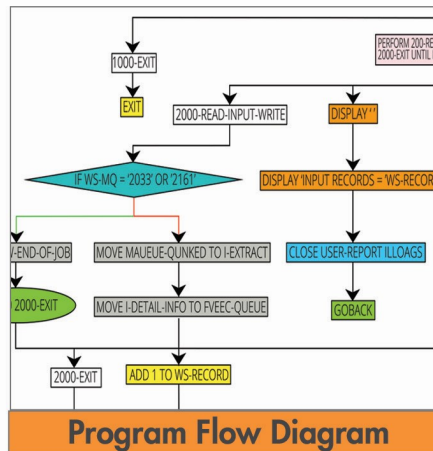 PERFORM 200-RE
2000-EXIT UNTIL
1000-EXIT
EXIT
2000-READ-INPUT-WRITE
DISPLAY ' '
IF WS-MQ = '2033' OR '2161'
DISPLAY 'INPUT RECORDS = 'WS-RECOR
V-END-OF-JOB
MOVE MAUEUE-QUNKED TO I-EXTRACT
CLOSE USER-REPORT ILLOAGS
2000-EXIT
MOVE I-DETAIL-INFO TO FVEEC-QUEUE
GOBACK
2000-EXIT
ADD 1 TO WS-RECORD
Program Flow Diagram